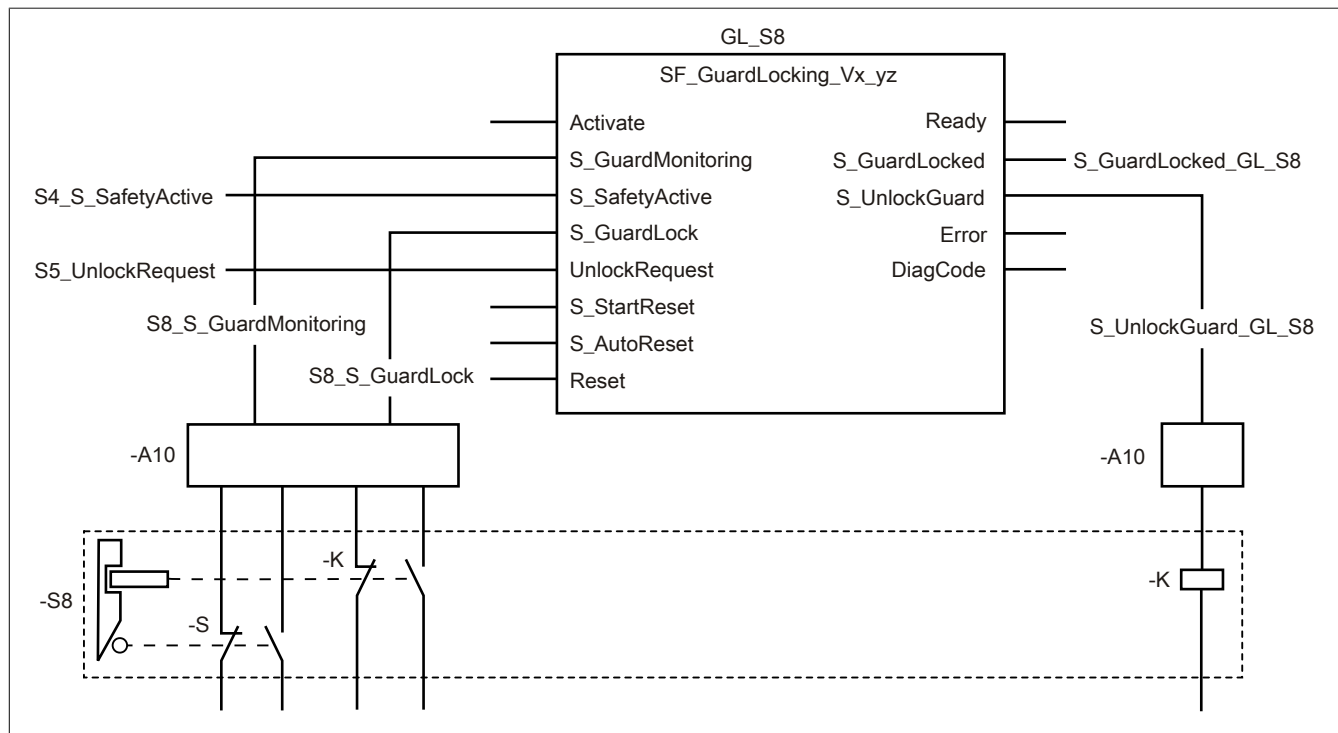 GL_S8
SF_GuardLocking_Vx_yz
Activate
Ready
S_GuardMonitoring
S_GuardLocked
S_GuardLocked_GL_S8
S4_S_SafetyActive
S_SafetyActive
S_UnlockGuard
S_GuardLock
Error
S5_UnlockRequest
UnlockRequest
DiagCode
S_StartReset
S8_S_GuardMonitoring
S_UnlockGuard_GL_S8
S_AutoReset
S8_S_GuardLock
Reset
-A10
-A10
-K
-K
-S8
-S